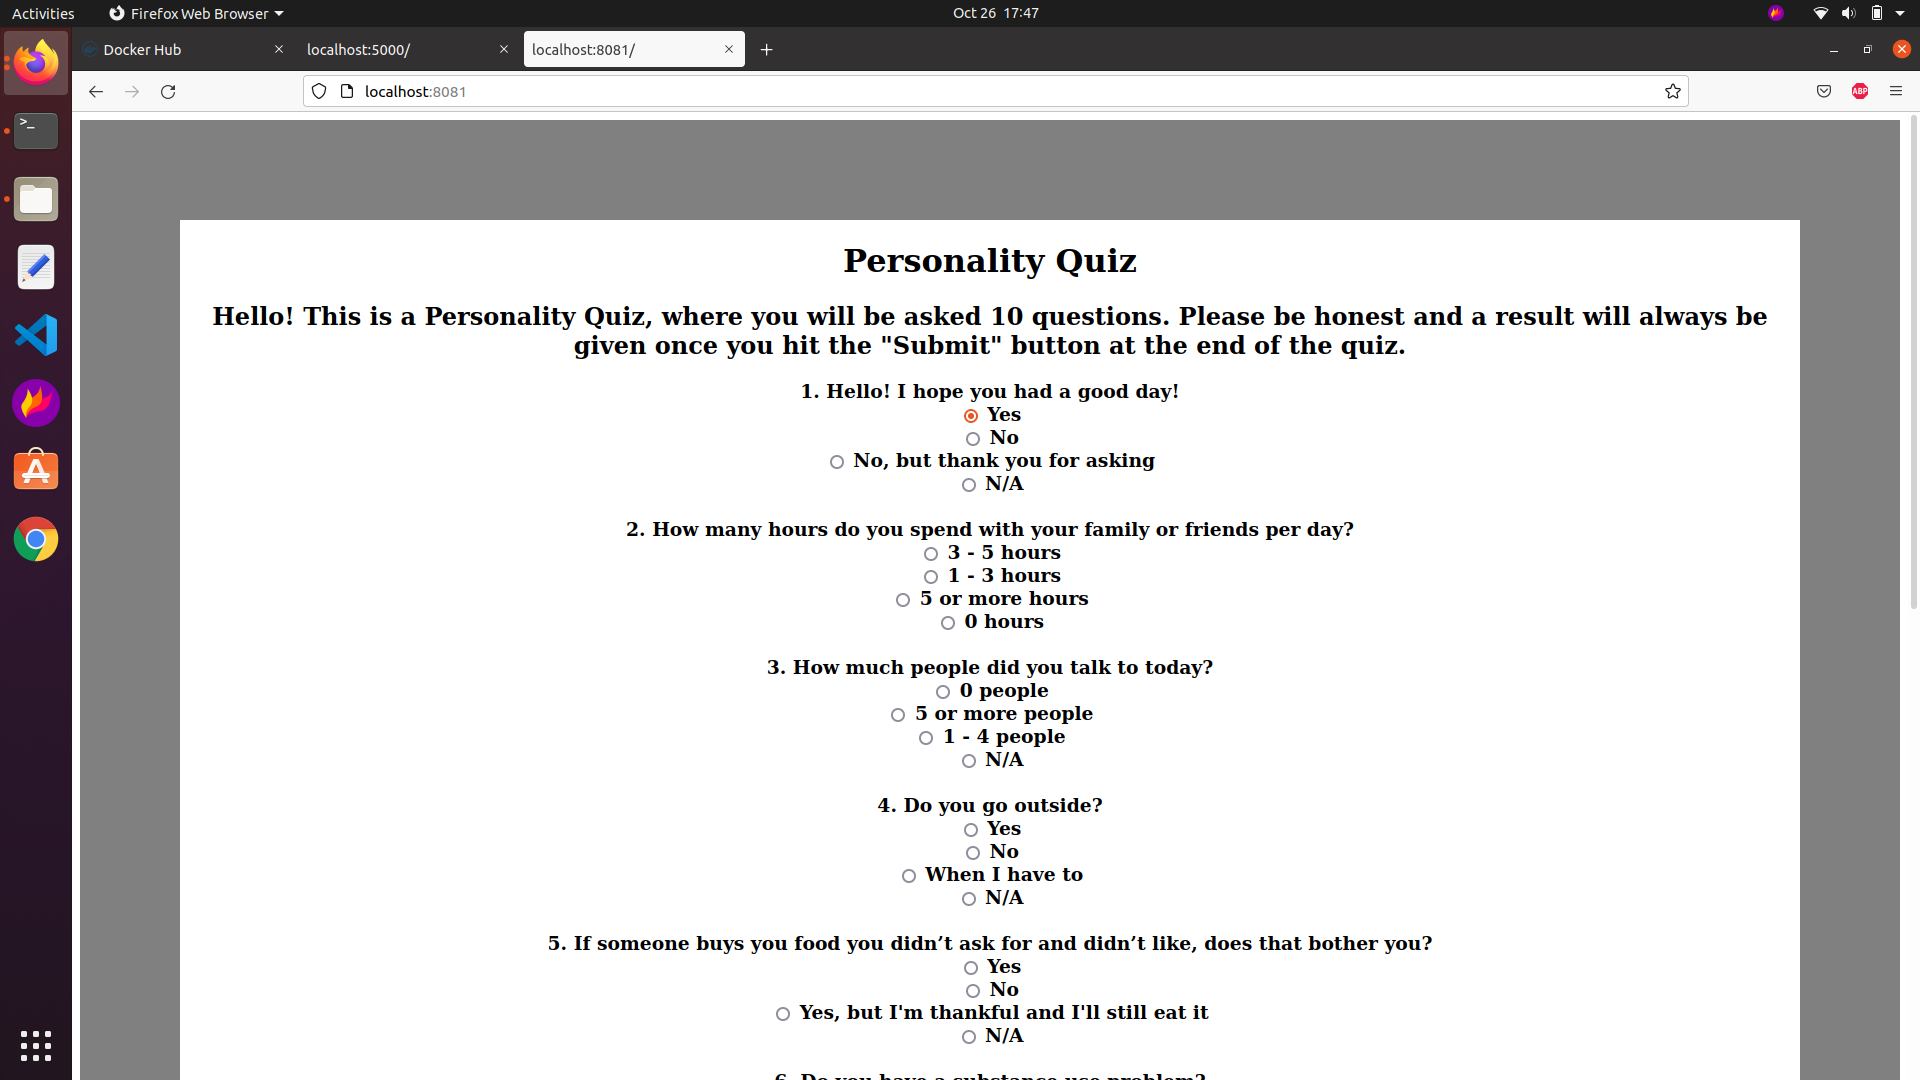 Activities
Firefox Web Browser
Oct 26 17:47
Docker Hub
localhost:5000/
localhost:8081/
localhost:8081
ABP
>_
Personality Quiz
Hello! This is a Personality Quiz, where you will be asked 10 questions. Please be honest and a result will always be
given once you hit the "Submit" button at the end of the quiz.
1. Hello! I hope you had a good day!
Yes
No
No, but thank you for asking
N/A
2. How many hours do you spend with your family or friends per day?
3 - 5 hours
1 - 3 hours
5 or more hours
0 hours
3. How much people did you talk to today?
0 people
5 or more people
1 - 4 people
N/A
4. Do you go outside?
Yes
No
When I have to
N/A
5. If someone buys you food you didn’t ask for and didn’t like, does that bother you?
Yes
No
Yes, but I'm thankful and I'll still eat it
N/A
6. Do you have a substance use problem?